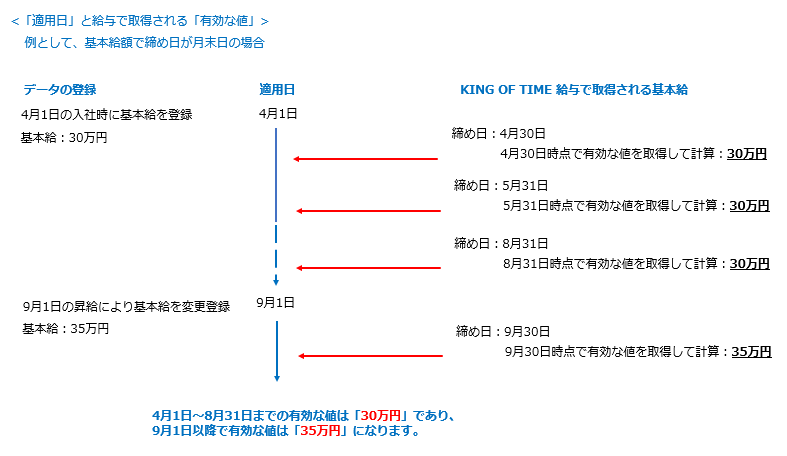 <「適用日」と給与で取得される「有効な値」>
例として、基本給額で締め日が月末日の場合
データの登録 適用日 KING OF TIME 給与で取得される基本給
4月1日の入社時に基本給を登録 4月1日
基本給：30万円
締め日：4月30日
4月30日時点で有効な値を取得して計算：30万円
締め日：5月31日
5月31日時点で有効な値を取得して計算：30万円
締め日：8月31日
8月31日時点で有効な値を取得して計算：30万円
9月1日の昇給により基本給を変更登録 9月1日
基本給：35万円
締め日：9月30日
9月30日時点で有効な値を取得して計算：35万円
4月1日～8月31日までの有効な値は「30万円」であり、
9月1日以降で有効な値は「35万円」になります。